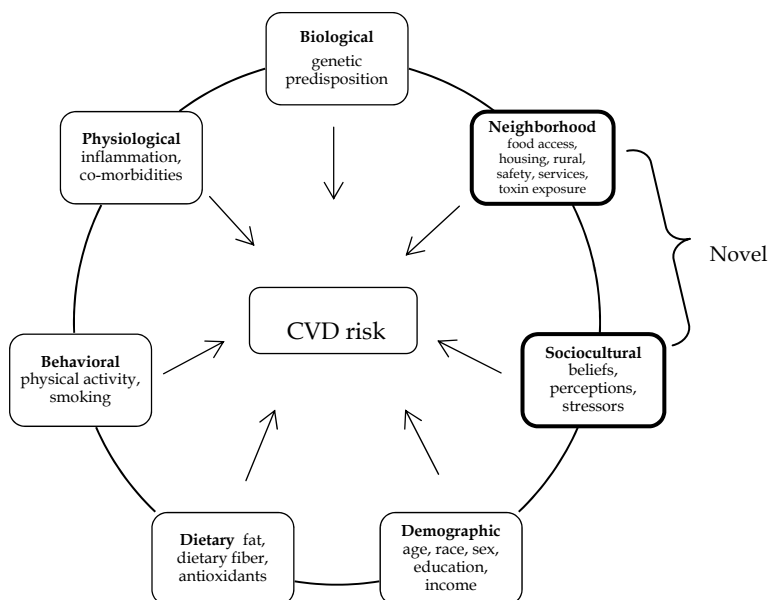 Biological
genetic
predisposition
Physiological
inflammation,
co-morbidities
Neighborhood
food access,
housing, rural,
safety, services,
toxin exposure
Novel
CVD risk
Behavioral
physical activity,
smoking
Sociocultural
beliefs,
perceptions,
stressors
Dietary fat,
dietary fiber,
antioxidants
Demographic
age, race, sex,
education,
income